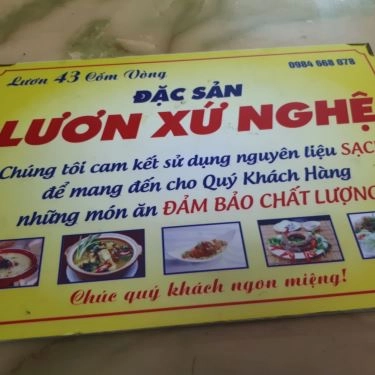 Lươn 43 Cốm Vòng
0984 668 878
ĐẶC SẢN
LƯƠN XỨ NGHỆ
Chúng tôi cam kết sử dụng nguyên liệu SẠCH
để mang đến cho Quý Khách Hàng
những món ăn ĐẢM BẢO CHẤT LƯỢNG
Chúc quý khách ngon miệng!